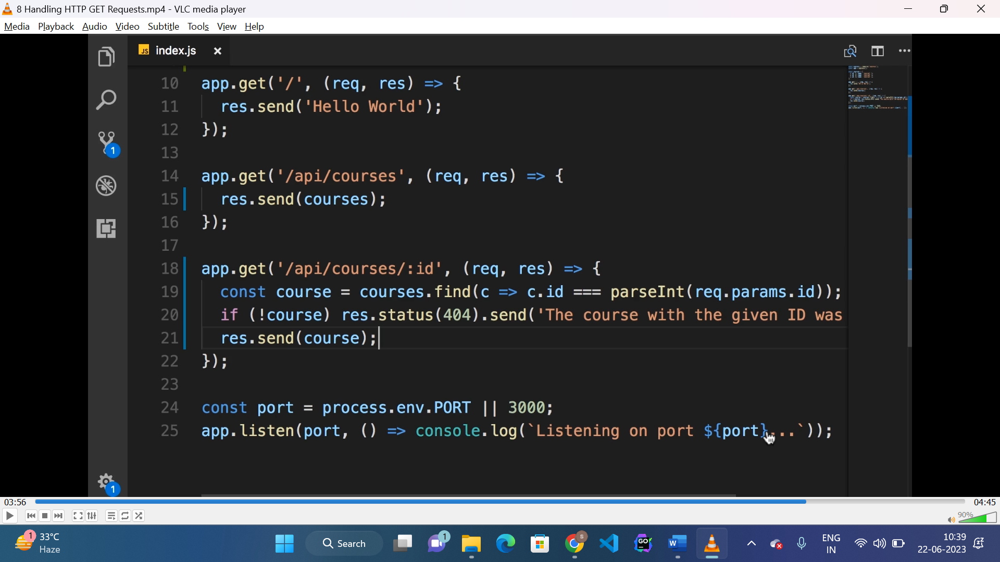 8 Handling HTTP GET Requests.mp4 - VLC media player
Media Playback Audio Video Subtitle Tools View Help
JS index.js
10 app.get('/', (req, res) => {
11 res.send('Hello World');
12 });
13
14 app.get('/api/courses', (req, res) => {
15 res.send(courses);
16 });
17
18 app.get('/api/courses/:id', (req, res) => {
19 const course = courses.find(c => c.id === parseInt(req.params.id));
20 if (!course) res.status(404).send('The course with the given ID was
21 res.send(course);
22 });
23
24 const port = process.env.PORT || 3000;
25 app.listen(port, () => console.log(`Listening on port ${port}...`));
1
1
03:56
04:45
90%
1
33°C
Haze
Search
1
S
GO
W
ENG
IN
10:39
22-06-2023